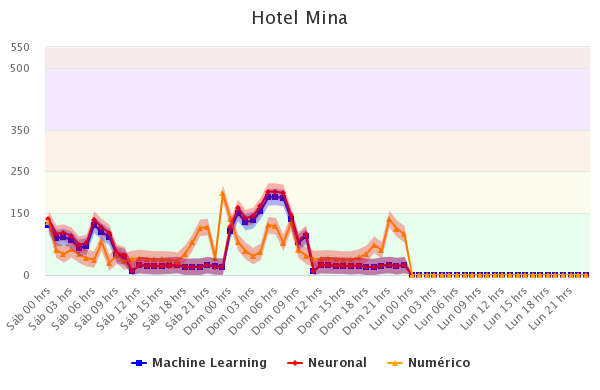 Hotel Mina
550
500
350
250
150
0
Sáb 00 hrs
Sáb 03 hrs
Sáb 06 hrs
Sáb 09 hrs
Sáb 12 hrs
Sáb 15 hrs
Sáb 18 hrs
Sáb 21 hrs
Dom 00 hrs
Dom 03 hrs
Dom 06 hrs
Dom 09 hrs
Dom 12 hrs
Dom 15 hrs
Dom 18 hrs
Dom 21 hrs
Lun 00 hrs
Lun 03 hrs
Lun 06 hrs
Lun 09 hrs
Lun 12 hrs
Lun 15 hrs
Lun 18 hrs
Lun 21 hrs
Machine Learning Neuronal Numérico